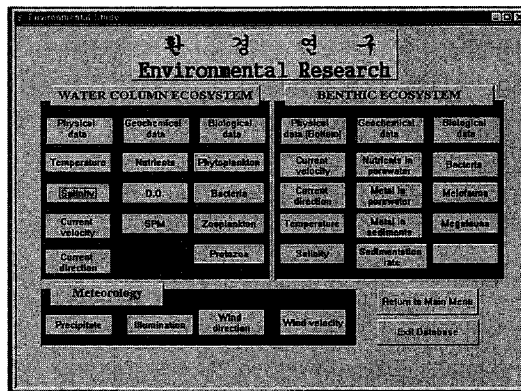 Environmental Study
환 경 연 구
Environmental Research
WATER COLUMN ECOSYSTEM
Physical data
Geochemical data
Biological data
Temperature
Nutrients
Phytoplankton
Salinity
D.O
Bacteria
Current velocity
SPM
Zooplankton
Current direction
Protozoa
BENTHIC ECOSYSTEM
Physical data (Bottom)
Geochemical data
Biological data
Current velocity
Nutrients in porewater
Bacteria
Current direction
Metal in porewater
Meiofauna
Temperature
Metal in sediments
Megafauna
Salinity
Sedimentation rate
Meteorology
Precipitate
Illumination
Wind direction
Wind velocity
Return to Main Menu
Exit Database